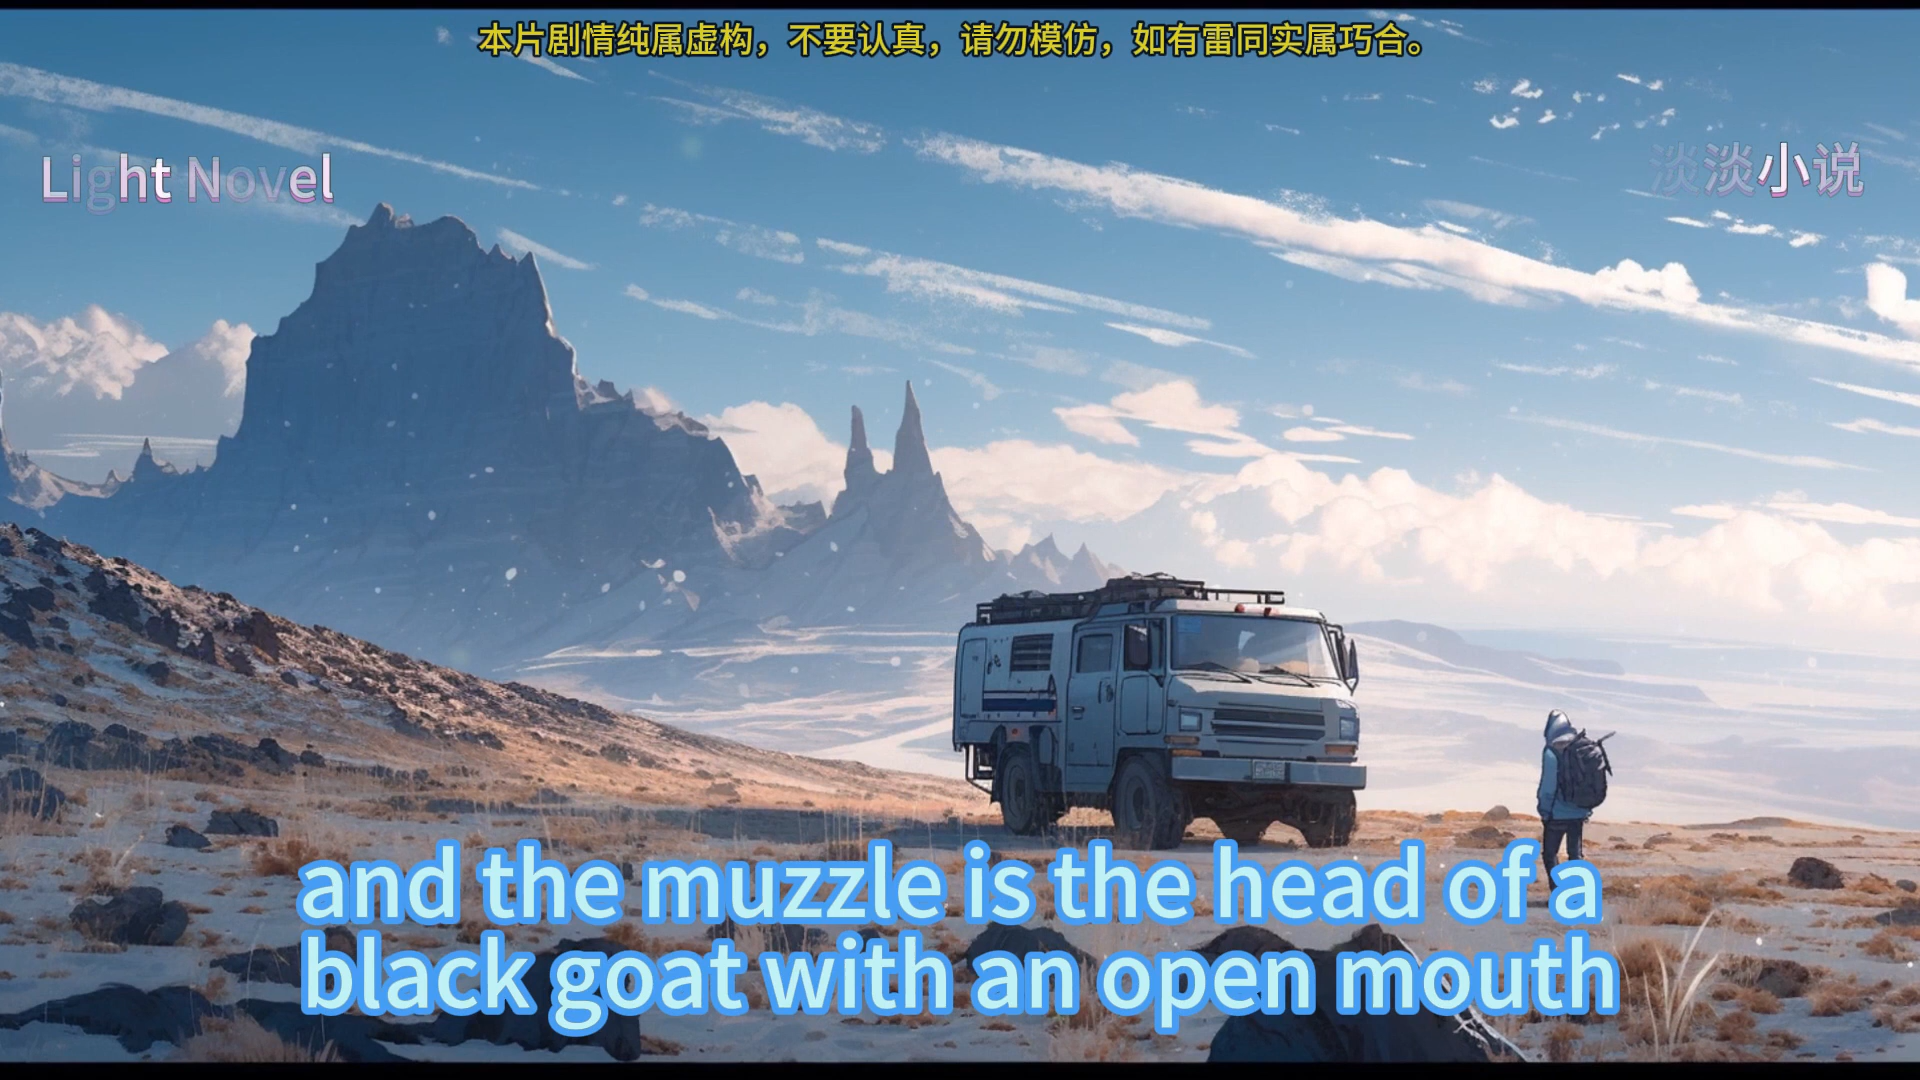 本片剧情纯属虚构，不要认真，请勿模仿，如有雷同实属巧合。
Light Novel
淡淡小说
and the muzzle is the head of a
black goat with an open mouth